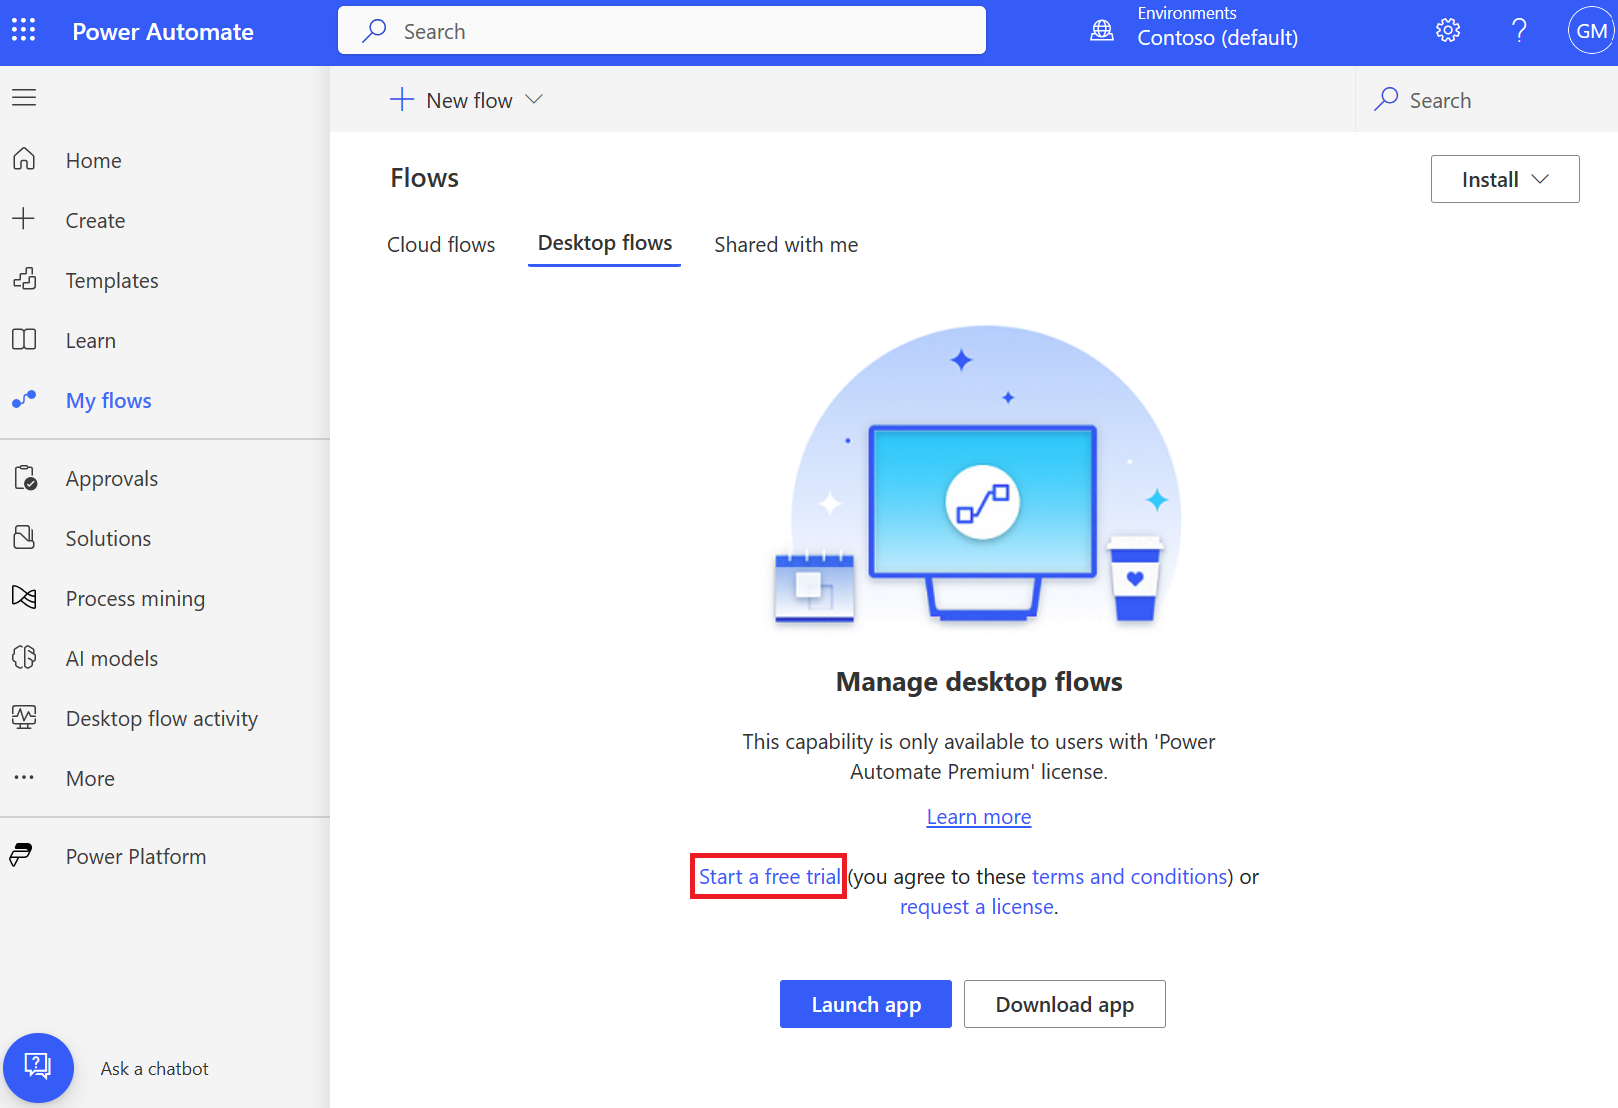 Power Automate
Search
Environments
Contoso (default)
GM
New flow
Search
Home
Create
Templates
Learn
My flows
Approvals
Solutions
Process mining
AI models
Desktop flow activity
More
Power Platform
Ask a chatbot
Flows
Install
Cloud flows
Desktop flows
Shared with me
Manage desktop flows
This capability is only available to users with 'Power
Automate Premium' license.
Learn more
Start a free trial (you agree to these terms and conditions) or
request a license.
Launch app
Download app